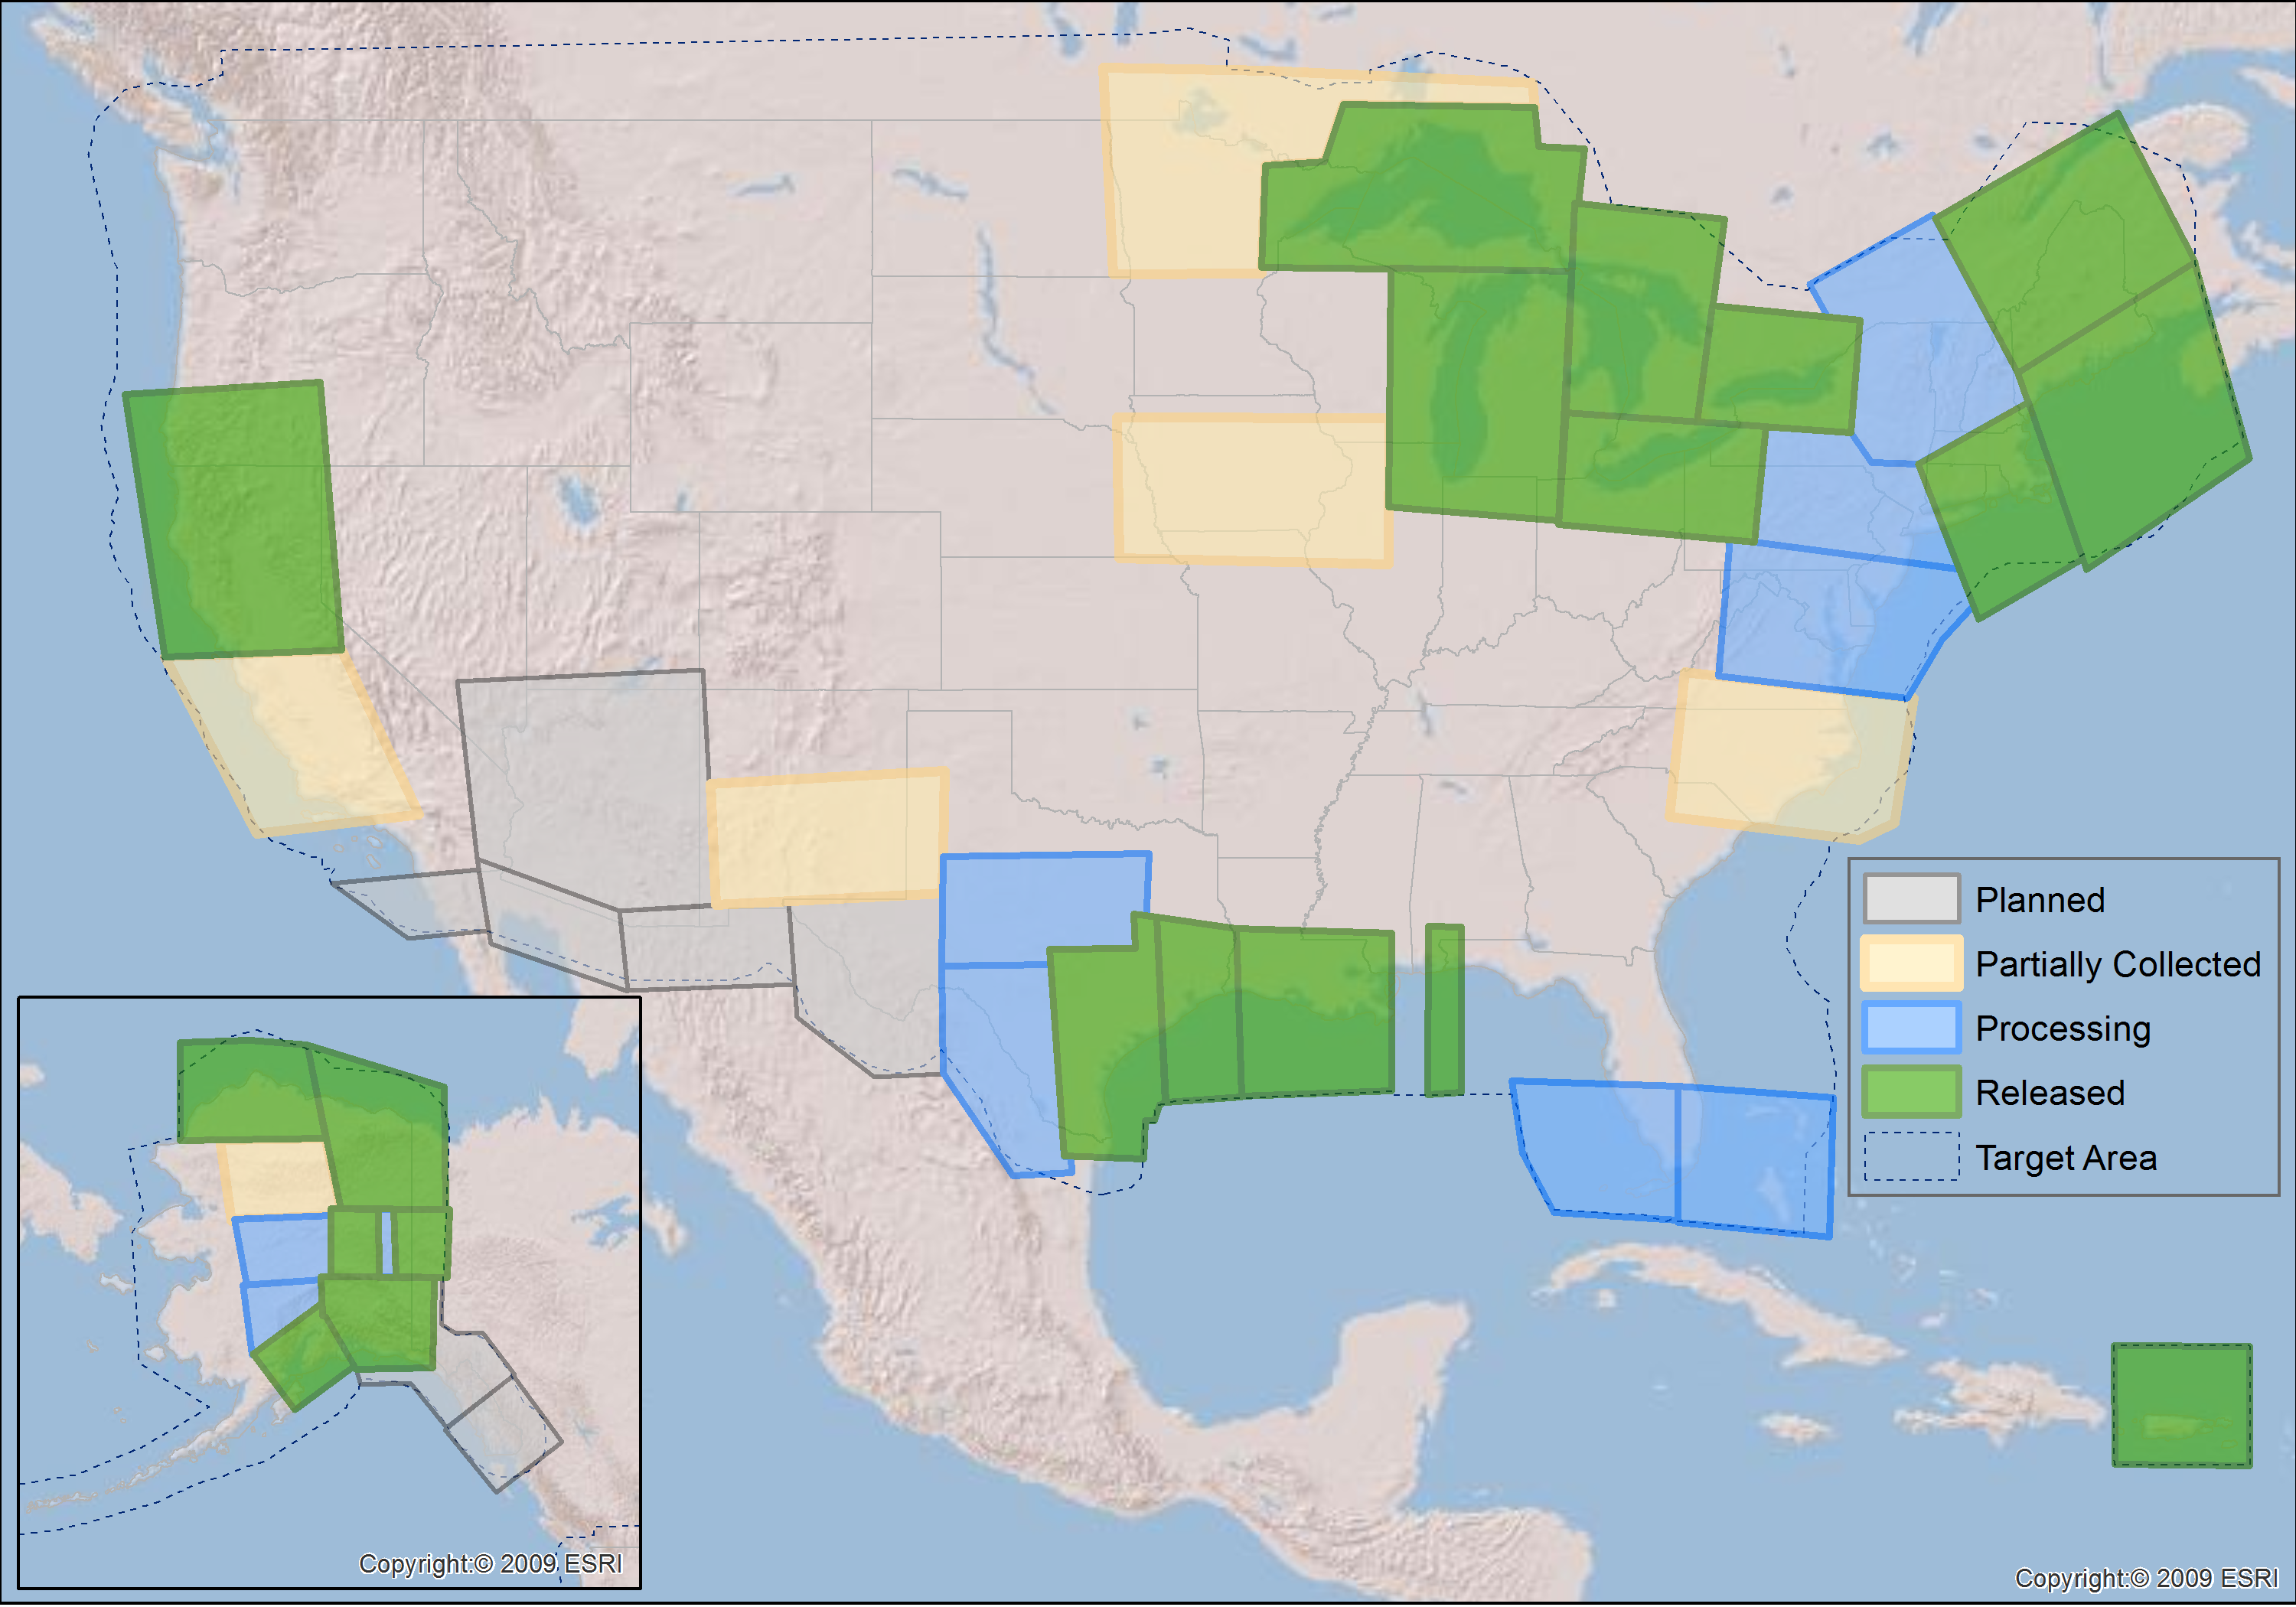 Planned
Partially Collected
Processing
Released
Target Area
Copyright:© 2009 ESRI
Copyright:© 2009 ESRI